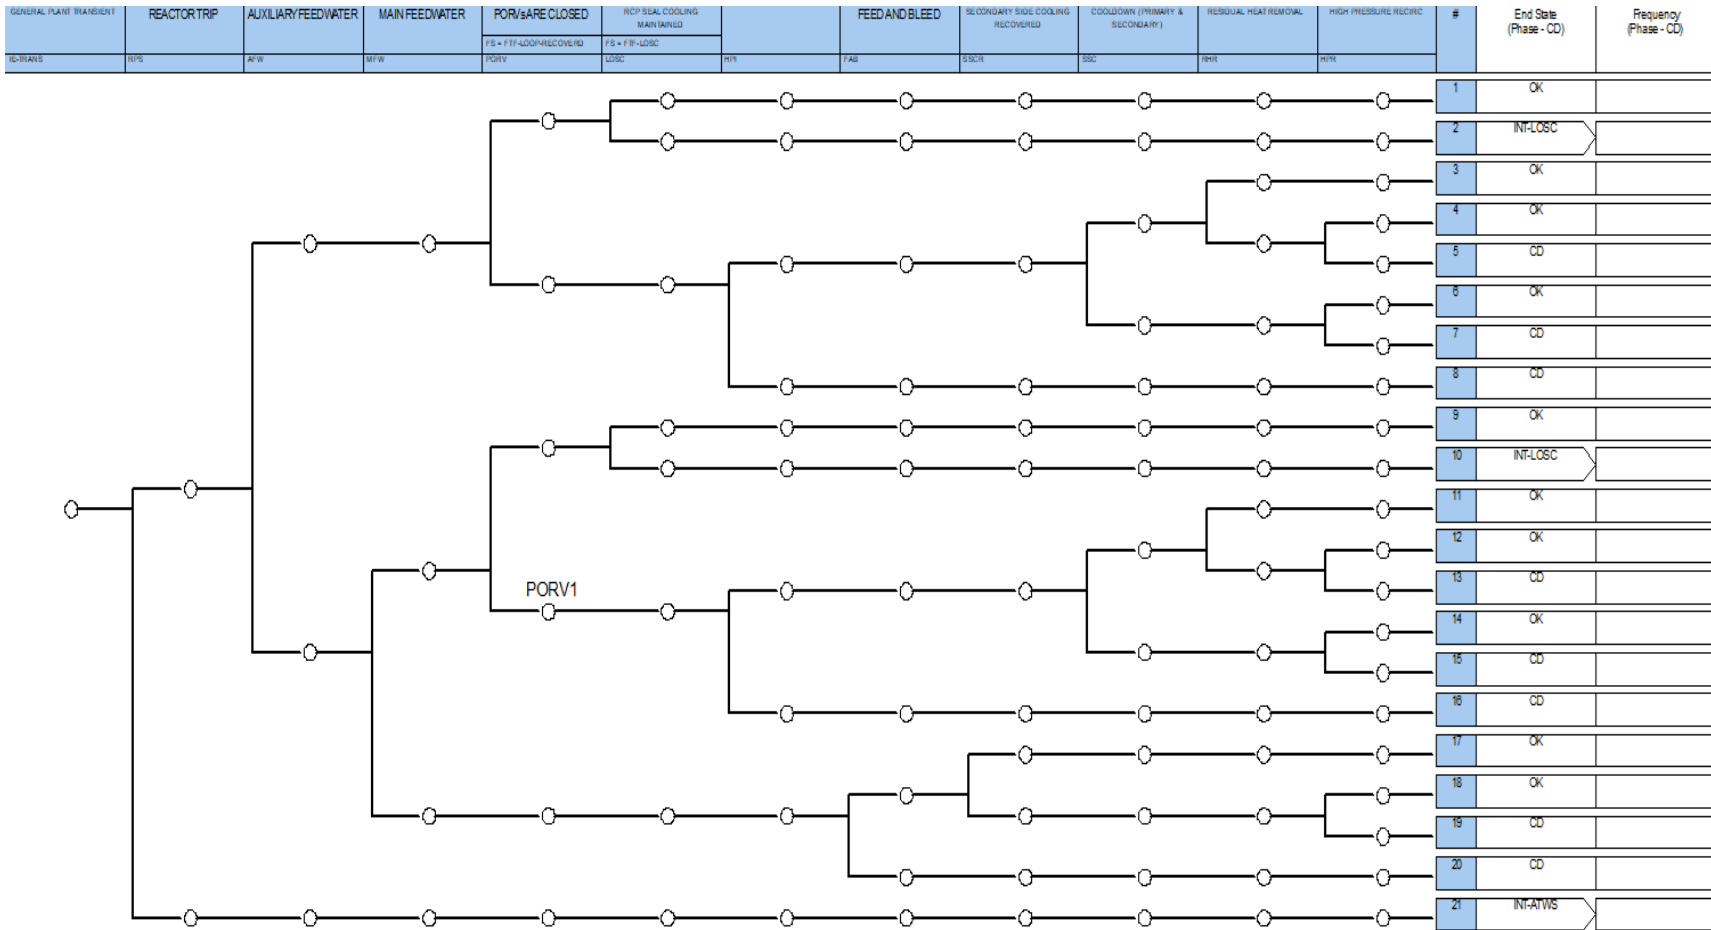 GENERAL PLANT TRANSIENT
REACTOR TRIP
AUXILIARY FEEDWATER
MAIN FEEDWATER
PORVs ARE CLOSED
RCP SEAL COOLING
MAINTAINED
FEED AND BLEED
SECONDARY SIDE COOLING
RECOVERED
COOLDOWN (PRIMARY &
SECONDARY)
RESIDUAL HEAT REMOVAL
HIGH PRESSURE RECIRC
#
End State
(Phase - CD)
Frequency
(Phase - CD)
FS = FTF-LOOP-RECOVERD
FS = FTF-LOSC
IE-TRANS
RPS
AFW
MFW
PORV
LOSC
HPI
FAB
SSCR
SSC
RHR
HPR
1 OK
2 INT-LOSC
3 OK
4 OK
5 CD
6 OK
7 CD
8 CD
9 OK
10 INT-LOSC
11 OK
12 OK
13 CD
PORV1
14 OK
15 CD
16 CD
17 OK
18 OK
19 CD
20 CD
21 INT-ATWS